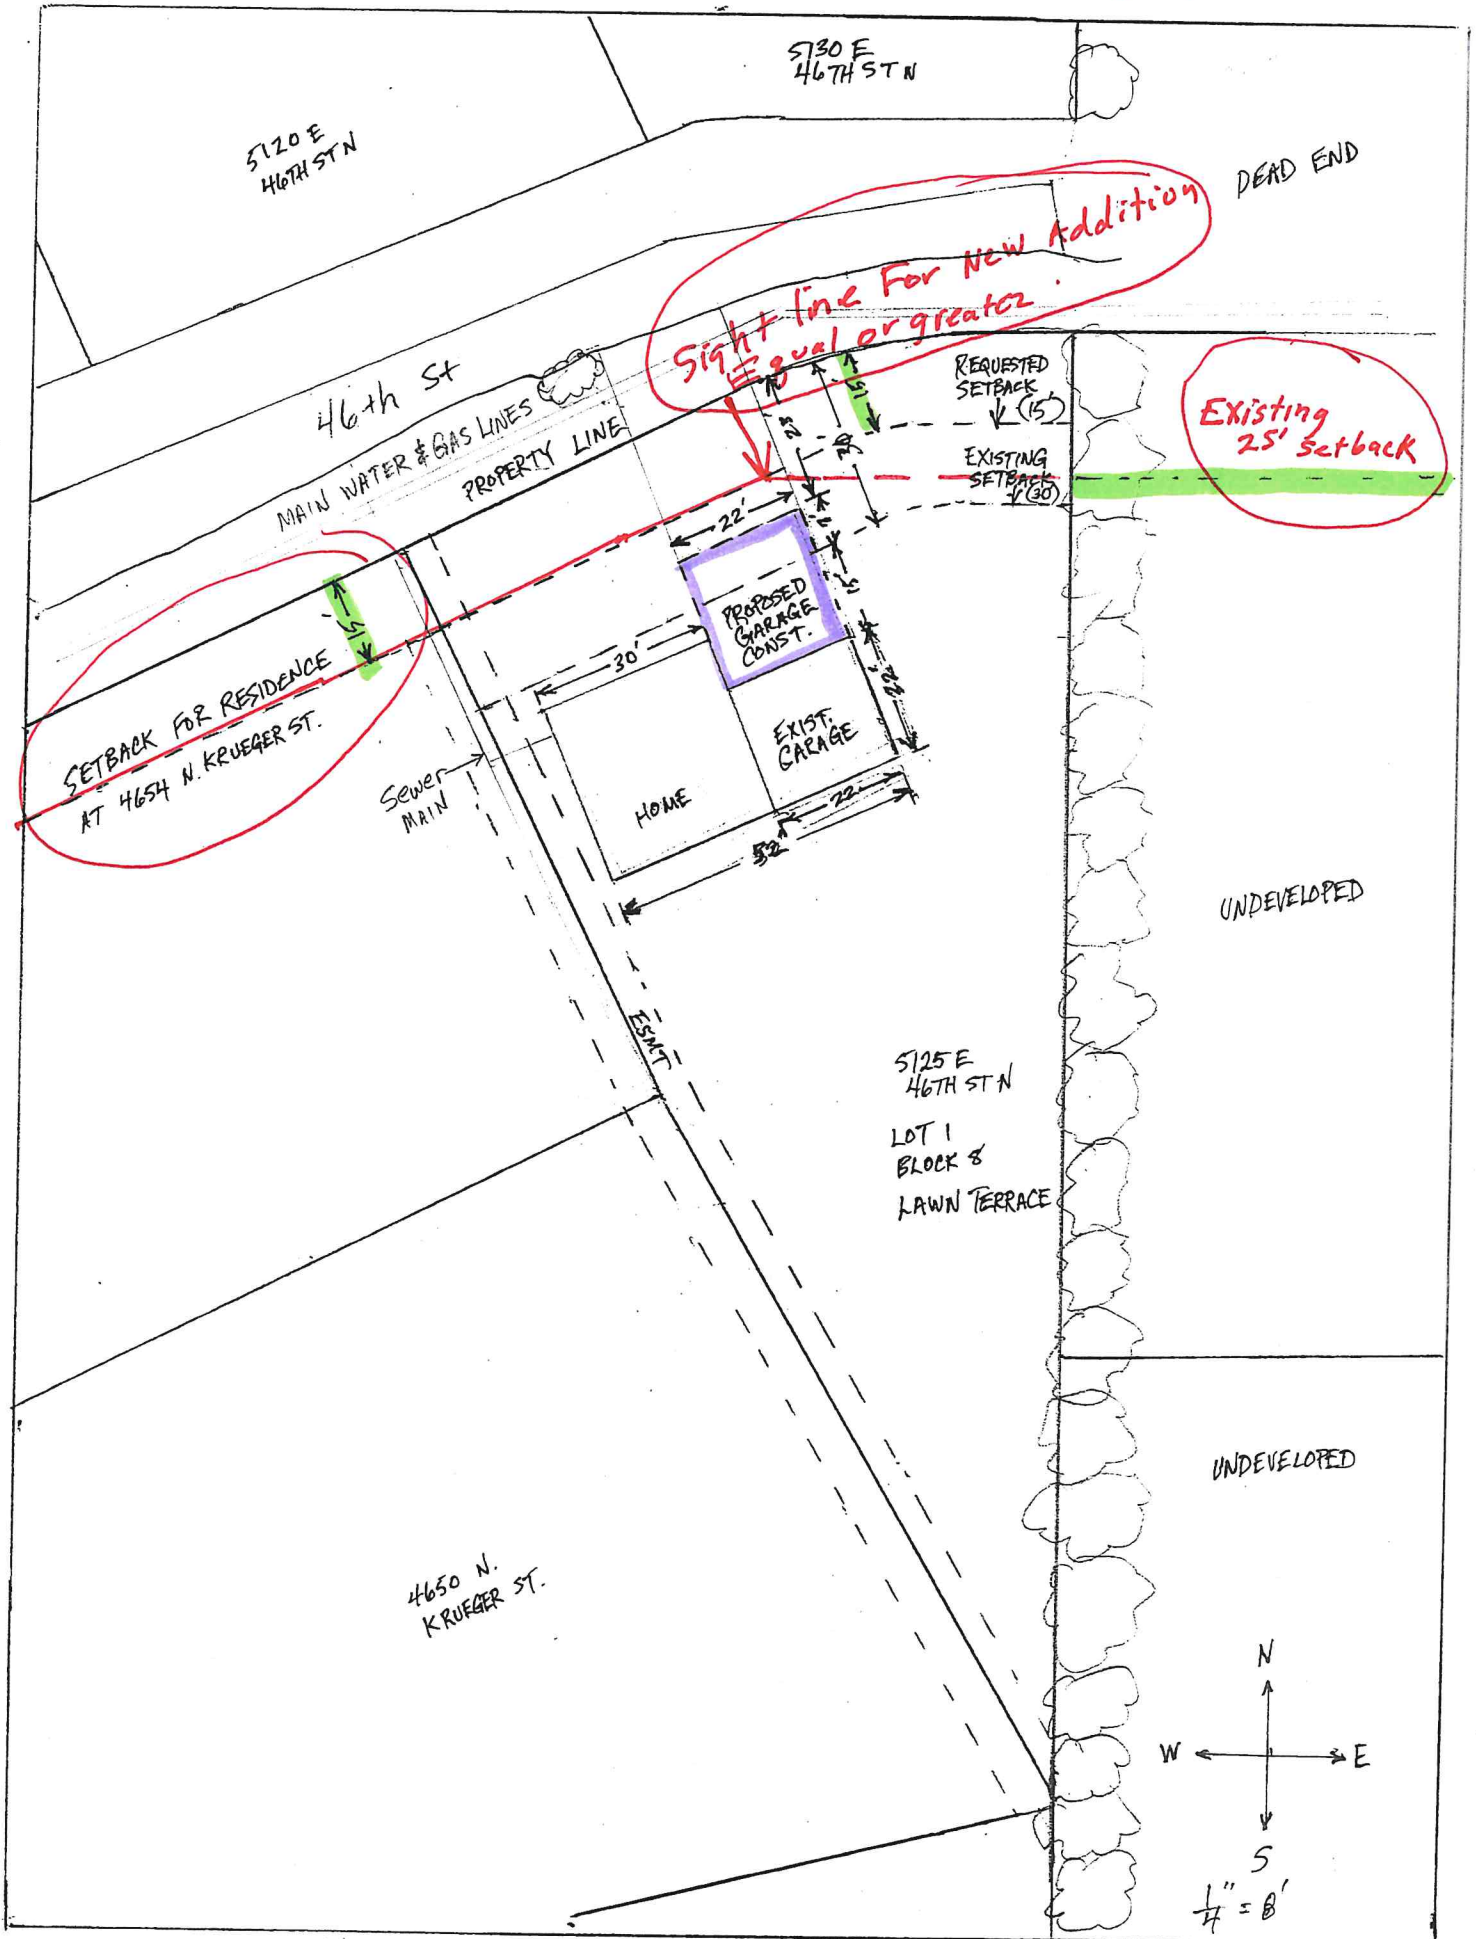 5730 E
46TH ST N
5120 E
46TH ST N
DEAD END
Sight line For New Addition
Equal or greater.
46th St
MAIN WATER & GAS LINES
PROPERTY LINE
REQUESTED
SETBACK
(15')
EXISTING
SETBACK
(30')
Existing
25' setback
15'
30'
22'
15'
SETBACK FOR RESIDENCE
AT 4654 N. KRUEGER ST.
PROPOSED
GARAGE
CONST.
15'
30'
22'
EXIST.
GARAGE
Sewer
MAIN
HOME
22'
52'
UNDEVELOPED
ESMT
5125 E
46TH ST N
LOT 1
BLOCK 8
LAWN TERRACE
UNDEVELOPED
4650 N.
KRUEGER ST.
N
W
E
S
1/4" = 8'